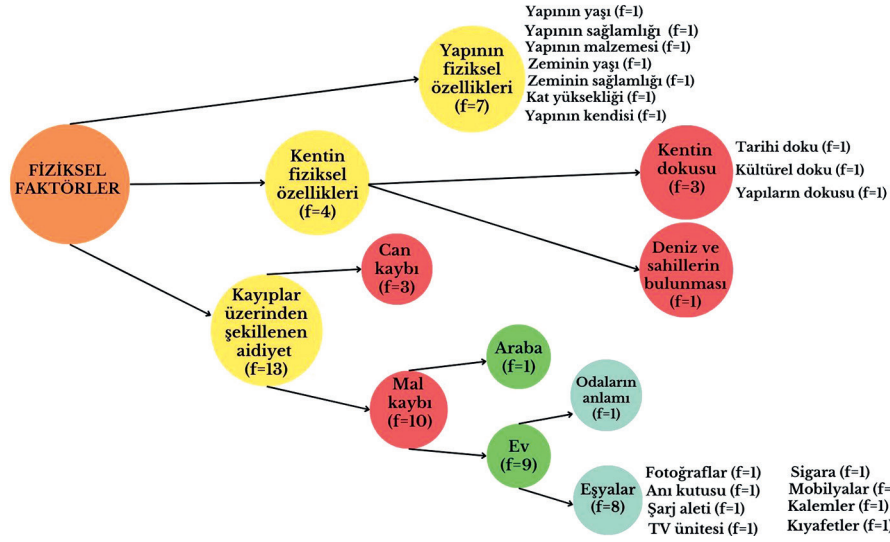 FİZİKSEL
FAKTÖRLER
Yapının
fiziksel
özellikleri
(f=7)
Yapının yaşı (f=1)
Yapının sağlamlığı (f=1)
Yapının malzemesi (f=1)
Zeminin yaşı (f=1)
Zeminin sağlamlığı (f=1)
Kat yüksekliği (f=1)
Yapının kendisi (f=1)
Kentin
fiziksel
özellikleri
(f=4)
Kentin
dokusu
(f=3)
Tarihi doku (f=1)
Kültürel doku (f=1)
Yapıların dokusu (f=1)
Deniz ve
sahillerin
bulunması
(f=1)
Kayıplar
üzerinden
şekillenen
aidiyet
(f=13)
Can
kaybı
(f=3)
Mal
kaybı
(f=10)
Araba
(f=1)
Ev
(f=9)
Odaların
anlamı
(f=1)
Eşyalar
(f=8)
Fotoğraflar (f=1)
Anı kutusu (f=1)
Şarj aleti (f=1)
TV ünitesi (f=1)
Sigara (f=1)
Mobilyalar (f=
Kalemler (f=1)
Kıyafetler (f=1)